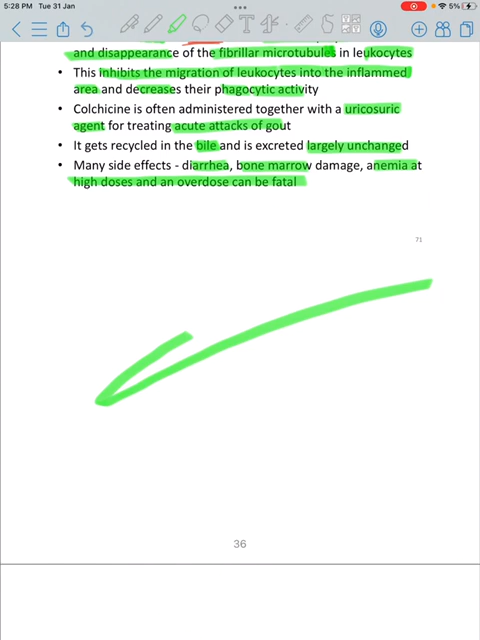 5:28 PM Tue 31 Jan
5%
and disappearance of the fibrillar microtubules in leukocytes
• This inhibits the migration of leukocytes into the inflammed
area and decreases their phagocytic activity
• Colchicine is often administered together with a uricosuric
agent for treating acute attacks of gout
• It gets recycled in the bile and is excreted largely unchanged
• Many side effects - diarrhea, bone marrow damage, anemia at
high doses and an overdose can be fatal
71
36